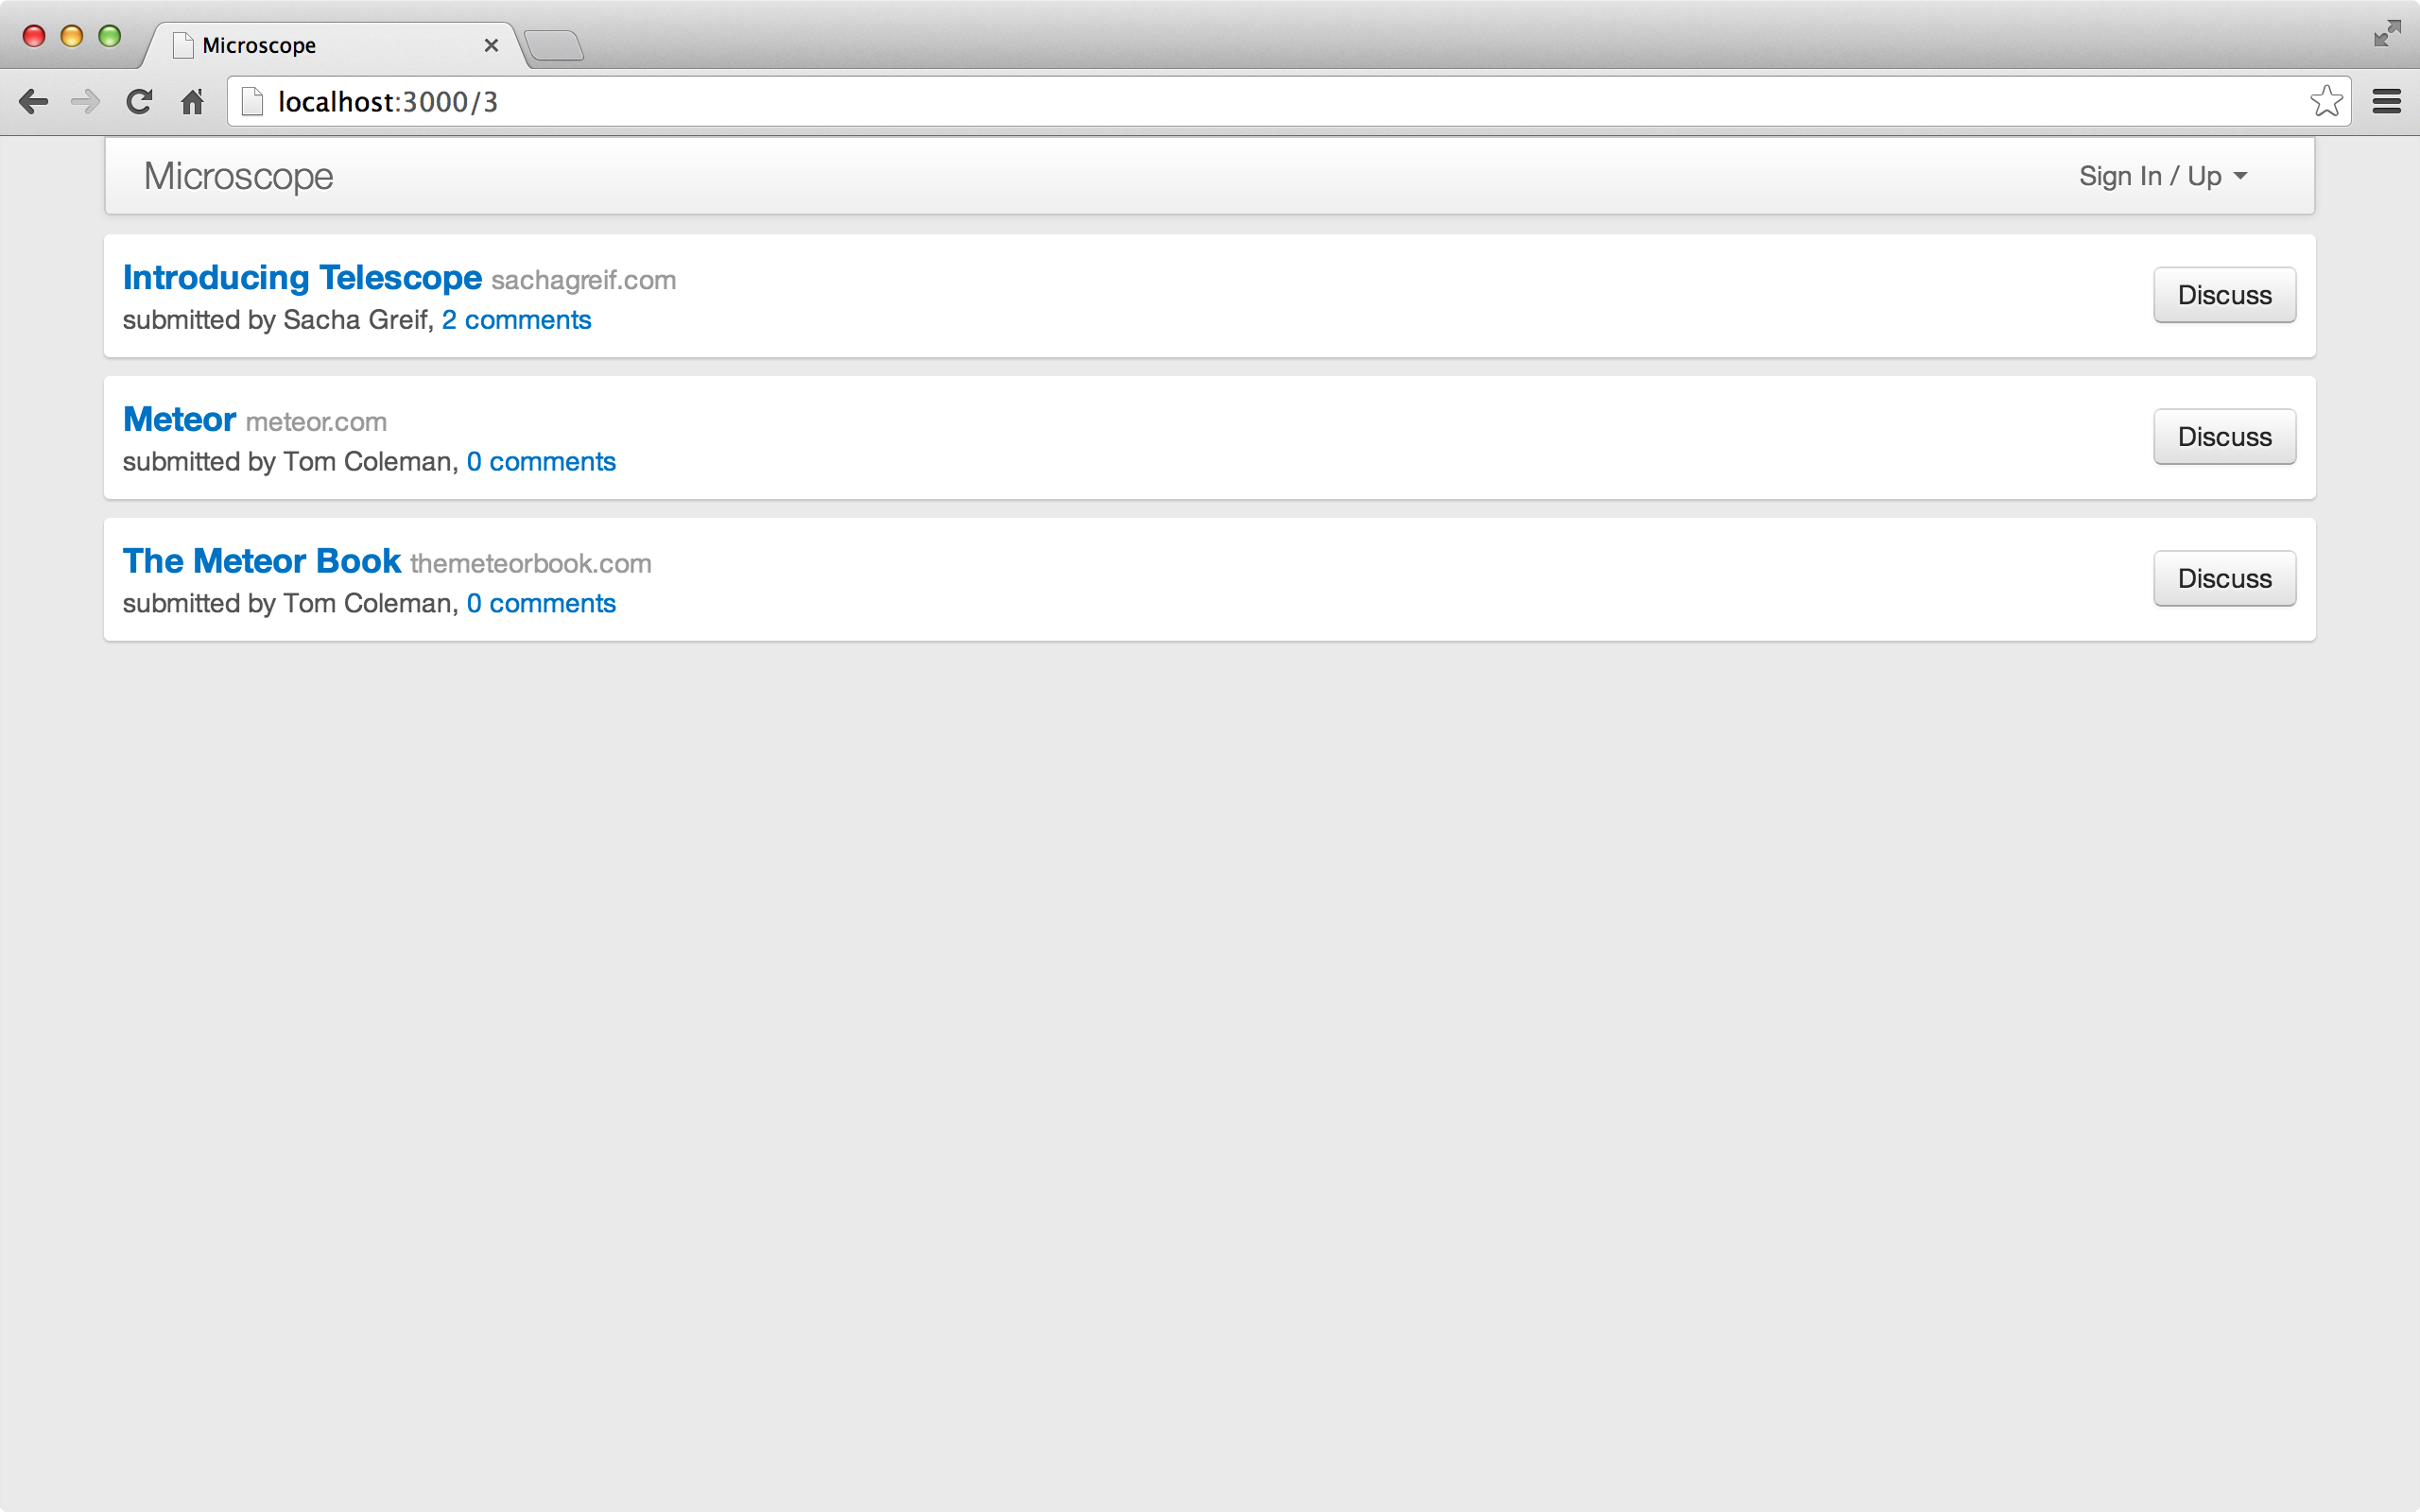 Microscope
localhost:3000/3
Microscope
Sign In / Up
Introducing Telescope sachagreif.com
submitted by Sacha Greif, 2 comments
Discuss
Meteor meteor.com
submitted by Tom Coleman, 0 comments
Discuss
The Meteor Book themeteorbook.com
submitted by Tom Coleman, 0 comments
Discuss